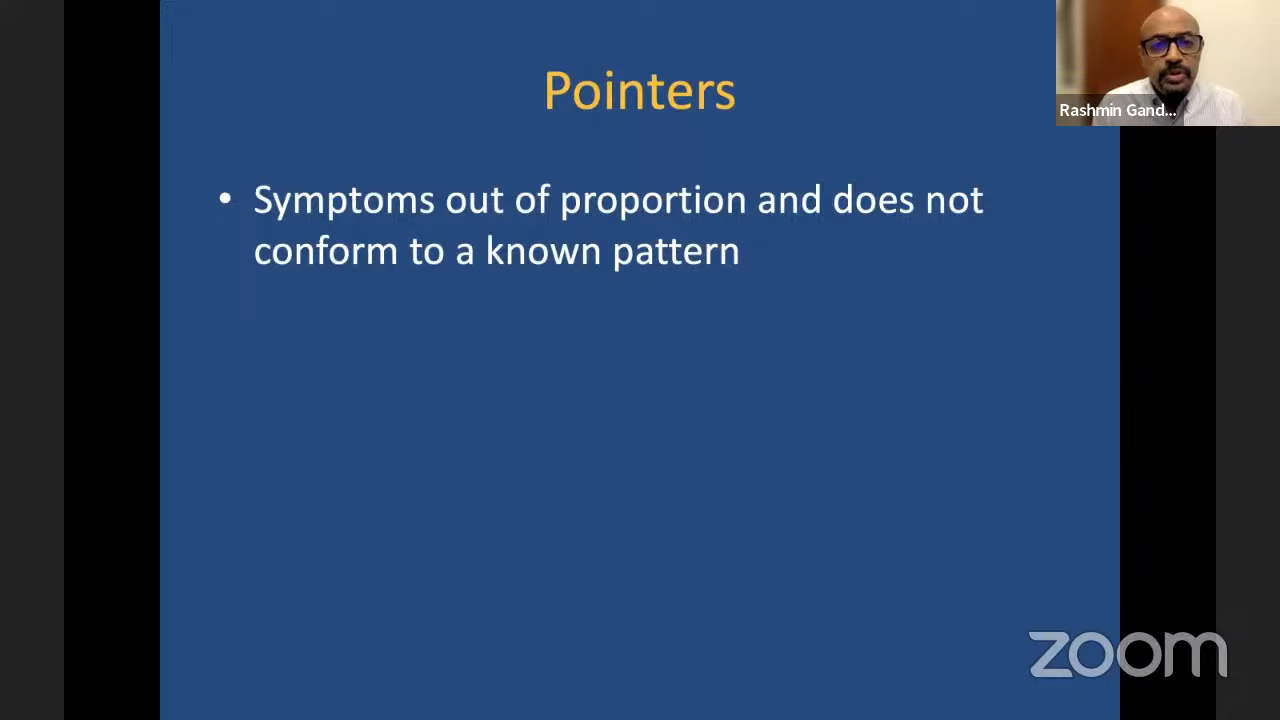 Pointers
Rashmin Gand...
• Symptoms out of proportion and does not
conform to a known pattern
zoom